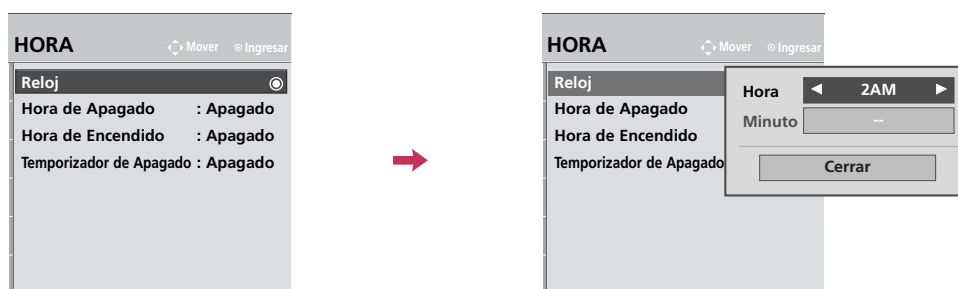 HORA
Mover
Ingresar
Reloj
Hora de Apagado : Apagado
Hora de Encendido : Apagado
Temporizador de Apagado : Apagado
HORA
Mover
Ingresar
Reloj
Hora de Apagado
Hora de Encendido
Temporizador de Apagado
Hora ◄ 2AM ►
Minuto --
Cerrar